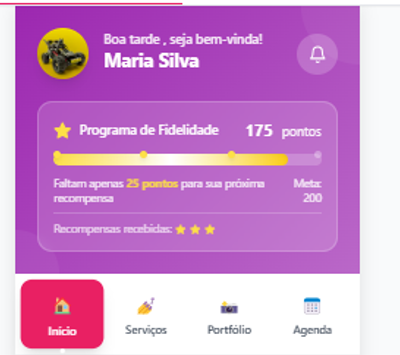 Boa tarde , seja bem-vinda!
Maria Silva
Programa de Fidelidade 175 pontos
Faltam apenas 25 pontos para sua próxima Meta:
recompensa 200
Recompensas recebidas:
Início Serviços Portfólio Agenda